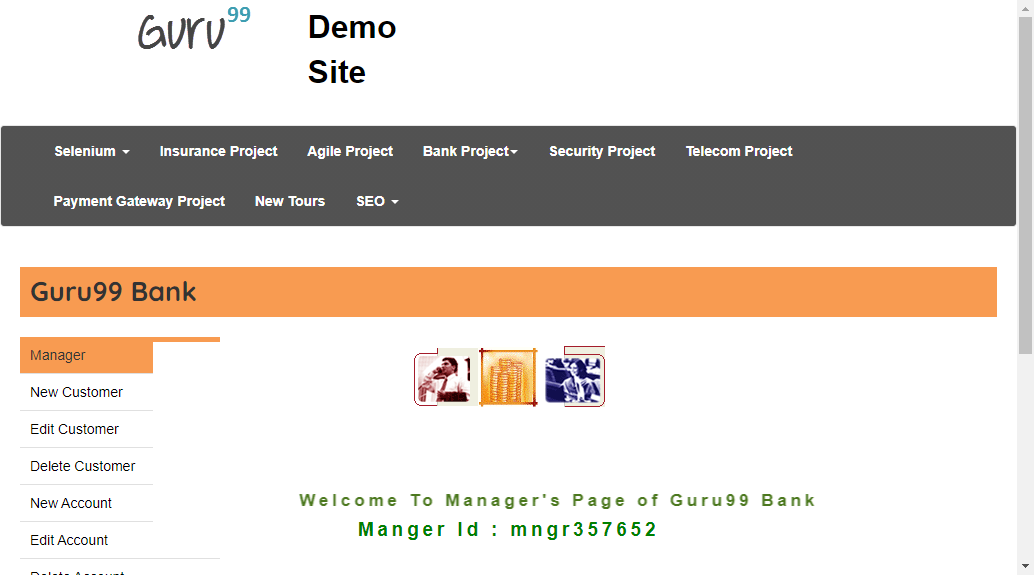 Guru99
Demo
Site
Selenium Insurance Project Agile Project Bank Project Security Project Telecom Project
Payment Gateway Project New Tours SEO
Guru99 Bank
Manager
New Customer
Edit Customer
Delete Customer
New Account
Edit Account
Delete Account
Welcome To Manager's Page of Guru99 Bank
Manger Id : mngr357652